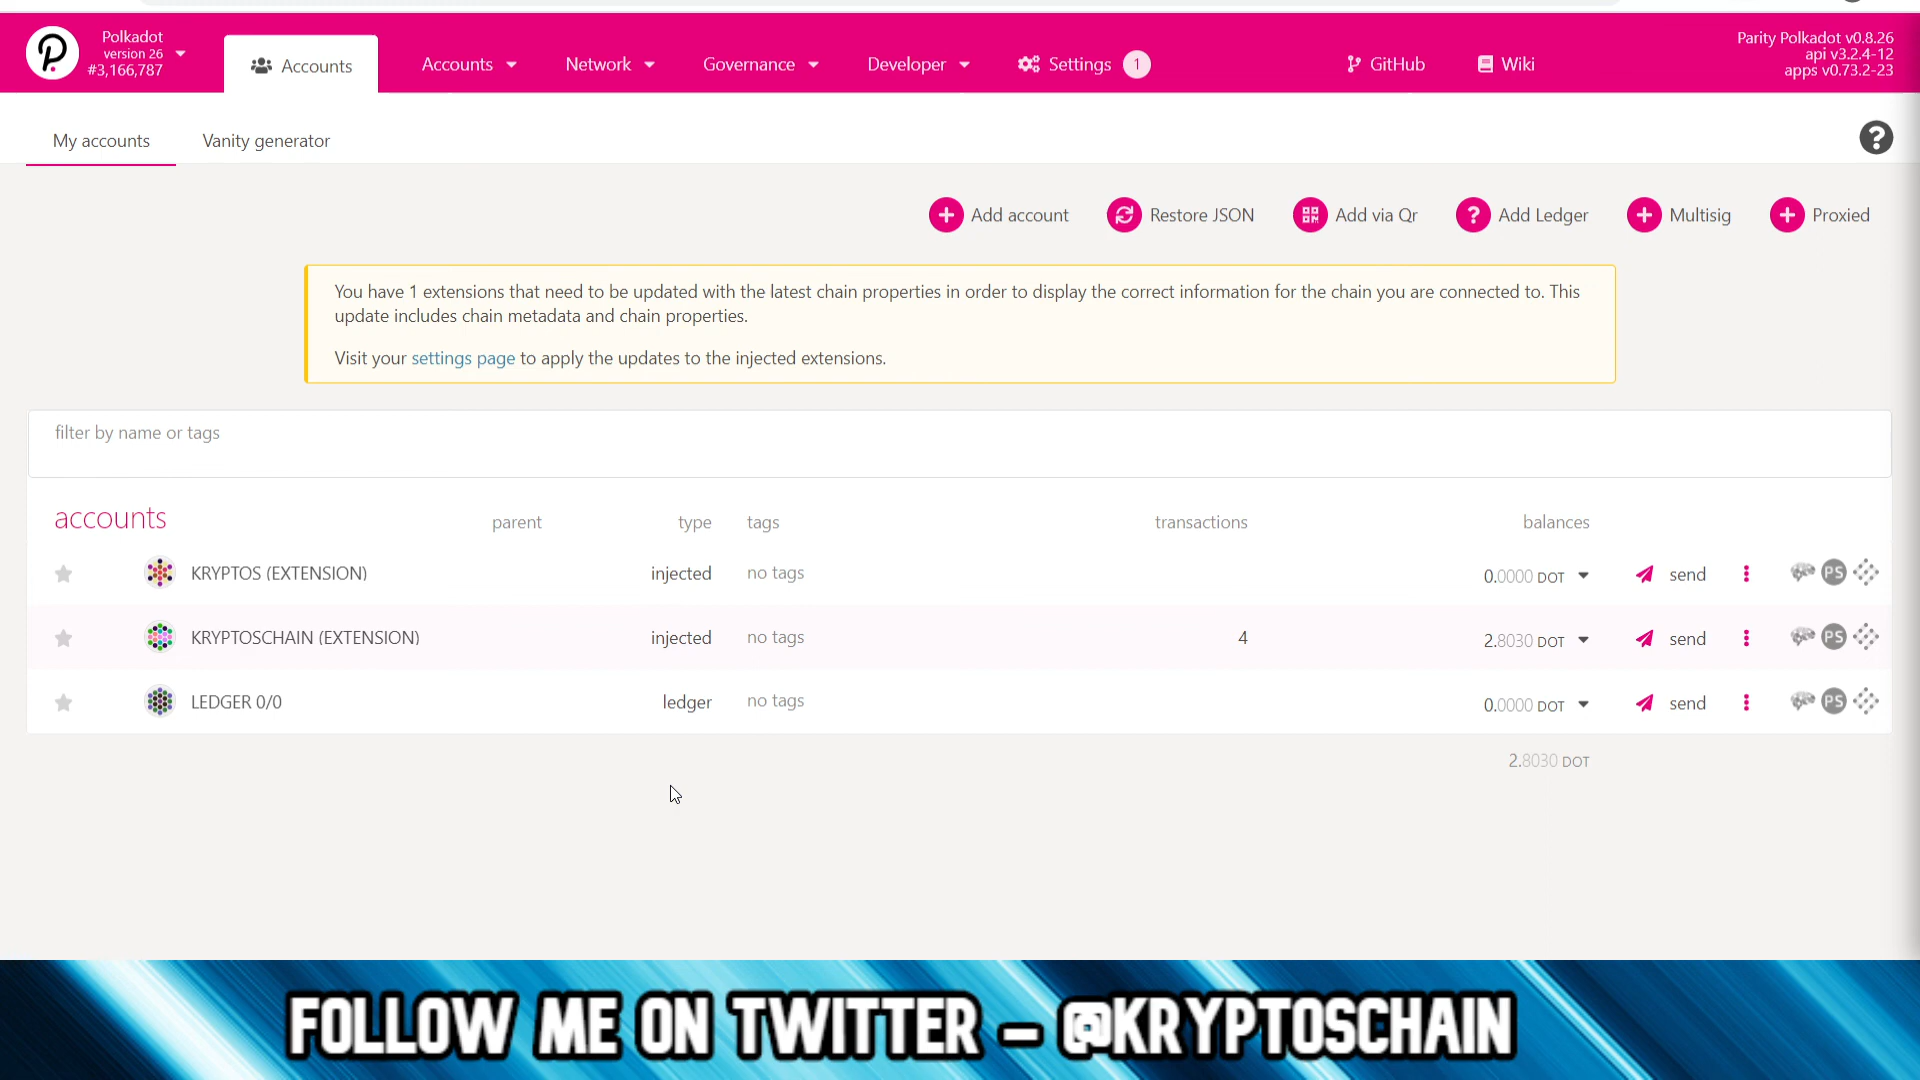 Polkadot
version 26
#3,166,787
Accounts
Accounts
Network
Governance
Developer
Settings 1
GitHub
Wiki
Parity Polkadot v0.8.26
api v3.2.4-12
apps v0.73.2-23
My accounts
Vanity generator
?
Add account
Restore JSON
Add via Qr
? Add Ledger
Multisig
Proxied
You have 1 extensions that need to be updated with the latest chain properties in order to display the correct information for the chain you are connected to. This
update includes chain metadata and chain properties.
Visit your settings page to apply the updates to the injected extensions.
filter by name or tags
accounts parent type tags transactions balances
KRYPTOS (EXTENSION) injected no tags 0.0000 DOT send PS
KRYPTOSCHAIN (EXTENSION) injected no tags 4 2.8030 DOT send PS
LEDGER 0/0 ledger no tags 0.0000 DOT send PS
2.8030 DOT
FOLLOW ME ON TWITTER – @KRYPTOSCHAIN